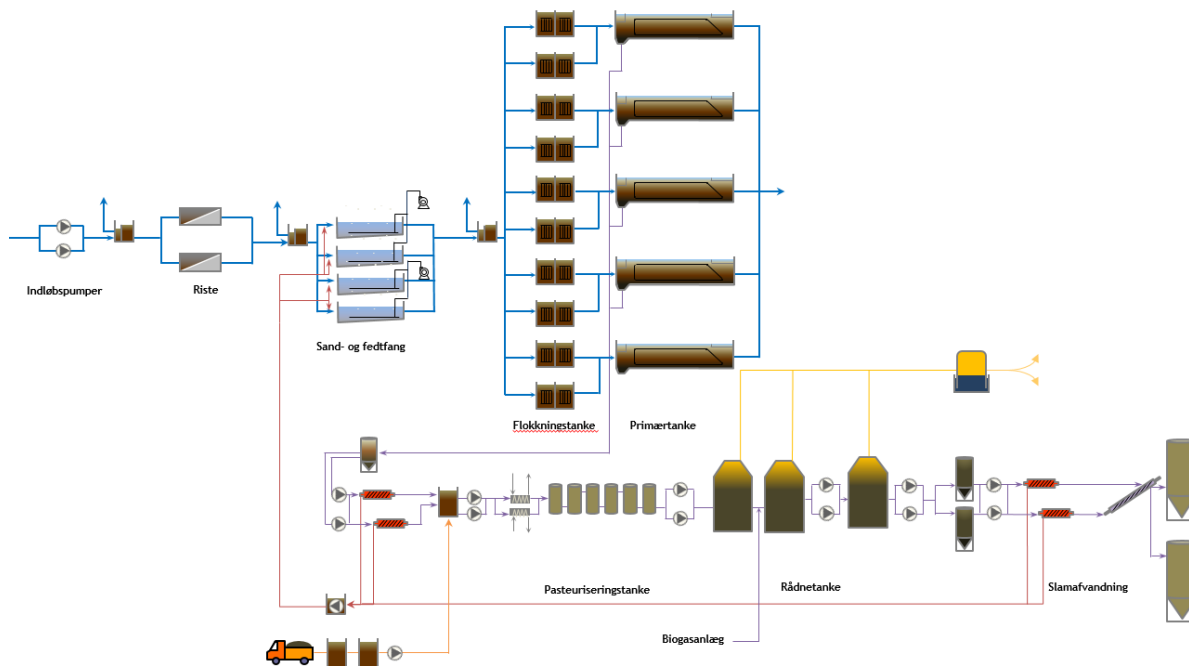 Indløbspumper
Riste
Sand- og fedtfang
Flokkningstanke
Primærtanke
Pasteuriseringstanke
Rådnetanke
Slamafvandning
Biogasanlæg